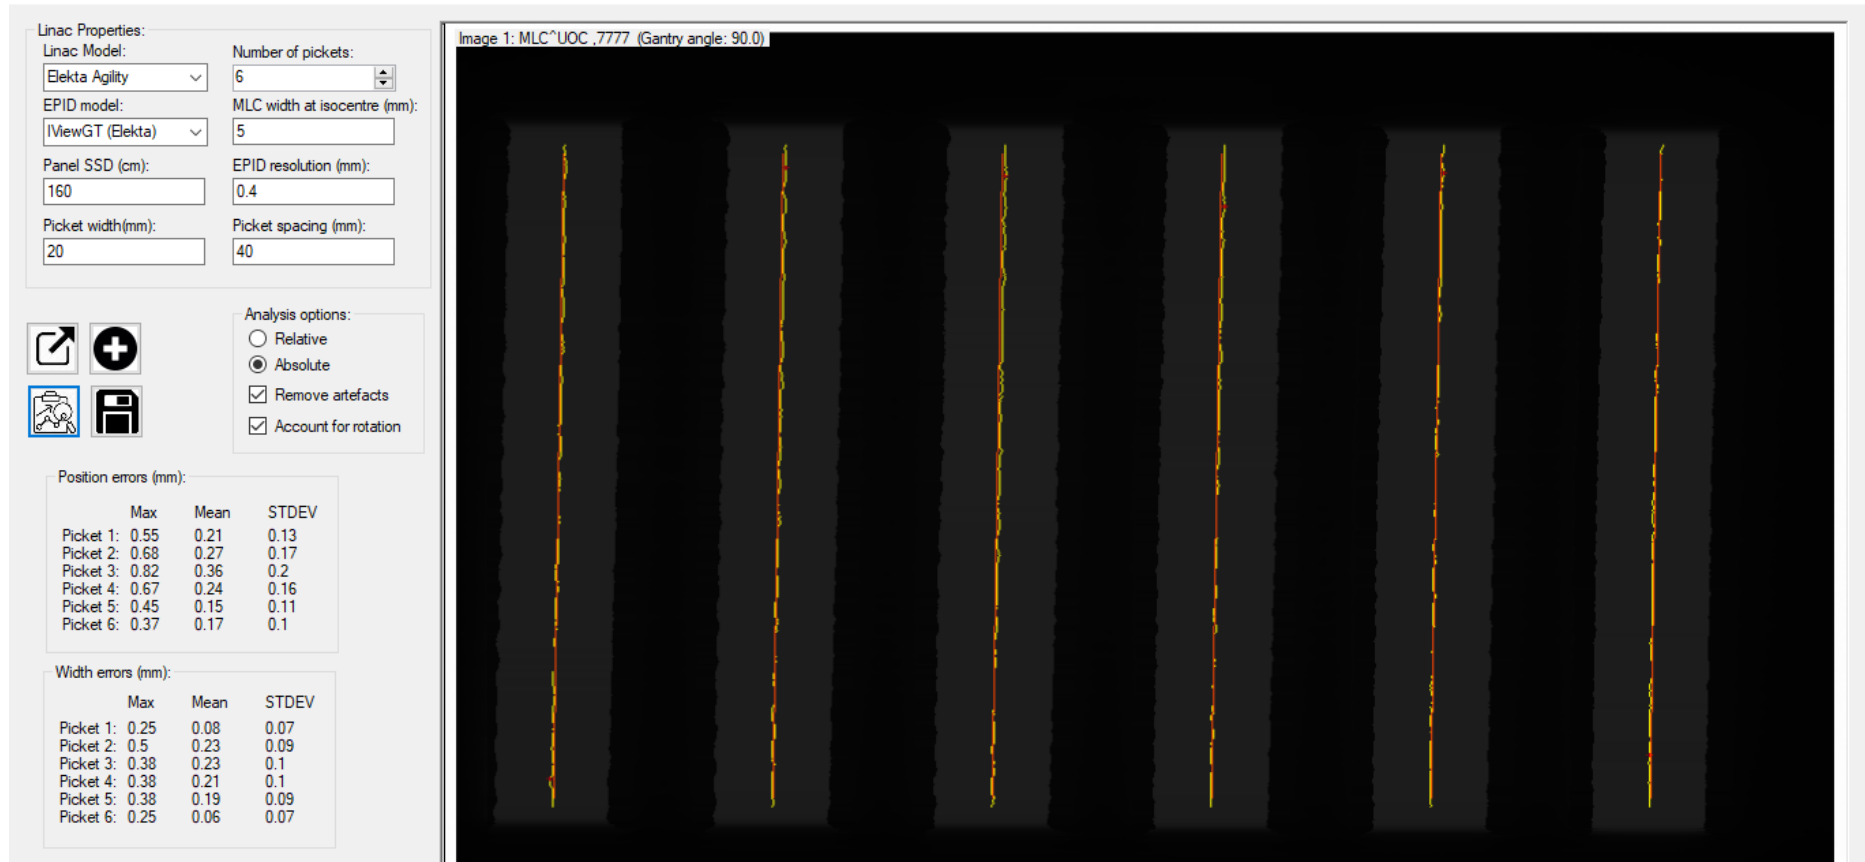 Linac Properties:
Linac Model:
Number of pickets:
Elekta Agility
6
EPID model:
MLC width at isocentre (mm):
IViewGT (Elekta)
5
Panel SSD (cm):
EPID resolution (mm):
160
0.4
Picket width(mm):
Picket spacing (mm):
20
40
Analysis options:
Relative
Absolute
Remove artefacts
Account for rotation
Position errors (mm):
Max Mean STDEV
Picket 1: 0.55 0.21 0.13
Picket 2: 0.68 0.27 0.17
Picket 3: 0.82 0.36 0.2
Picket 4: 0.67 0.24 0.16
Picket 5: 0.45 0.15 0.11
Picket 6: 0.37 0.17 0.1
Width errors (mm):
Max Mean STDEV
Picket 1: 0.25 0.08 0.07
Picket 2: 0.5 0.23 0.09
Picket 3: 0.38 0.23 0.1
Picket 4: 0.38 0.21 0.1
Picket 5: 0.38 0.19 0.09
Picket 6: 0.25 0.06 0.07
Image 1: MLC^UOC ,7777 (Gantry angle: 90.0)